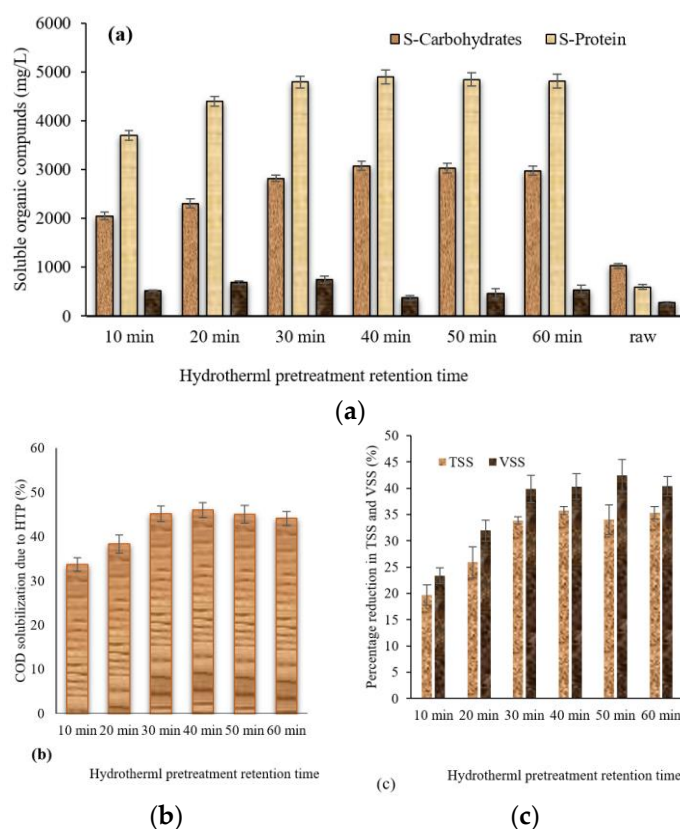 (a)
S-Carbohydrates S-Protein
Soluble organic compunds (mg/L)
6000
5000
4000
3000
2000
1000
0
10 min 20 min 30 min 40 min 50 min 60 min raw
Hydrotherml pretreatment retention time
(a)
COD solubilization due to HTP (%)
60
50
40
30
20
10
0
10 min 20 min 30 min 40 min 50 min 60 min
(b)
Hydrotherml pretreatment retention time
(b)
Percentage reduction in TSS and VSS (%)
TSS VSS
50
45
40
35
30
25
20
15
10
5
0
10 min 20 min 30 min 40 min 50 min 60 min
(c)
Hydrotherml pretreatment retention time
(c)